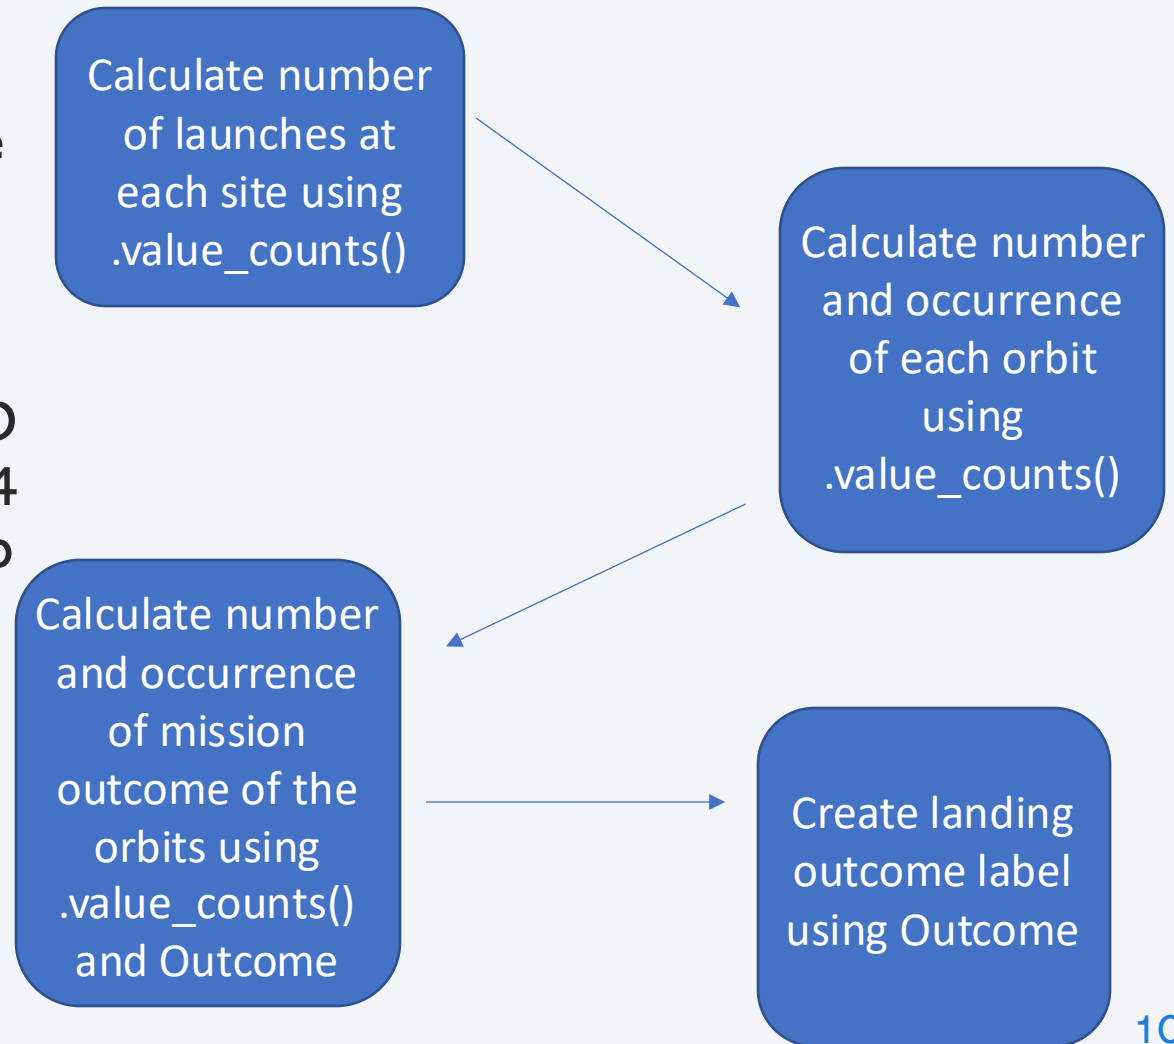 Calculate number
of launches at
each site using
.value_counts()
Calculate number
and occurrence
of each orbit
using
.value_counts()
Calculate number
and occurrence
of mission
outcome of the
orbits using
.value_counts()
and Outcome
Create landing
outcome label
using Outcome
10